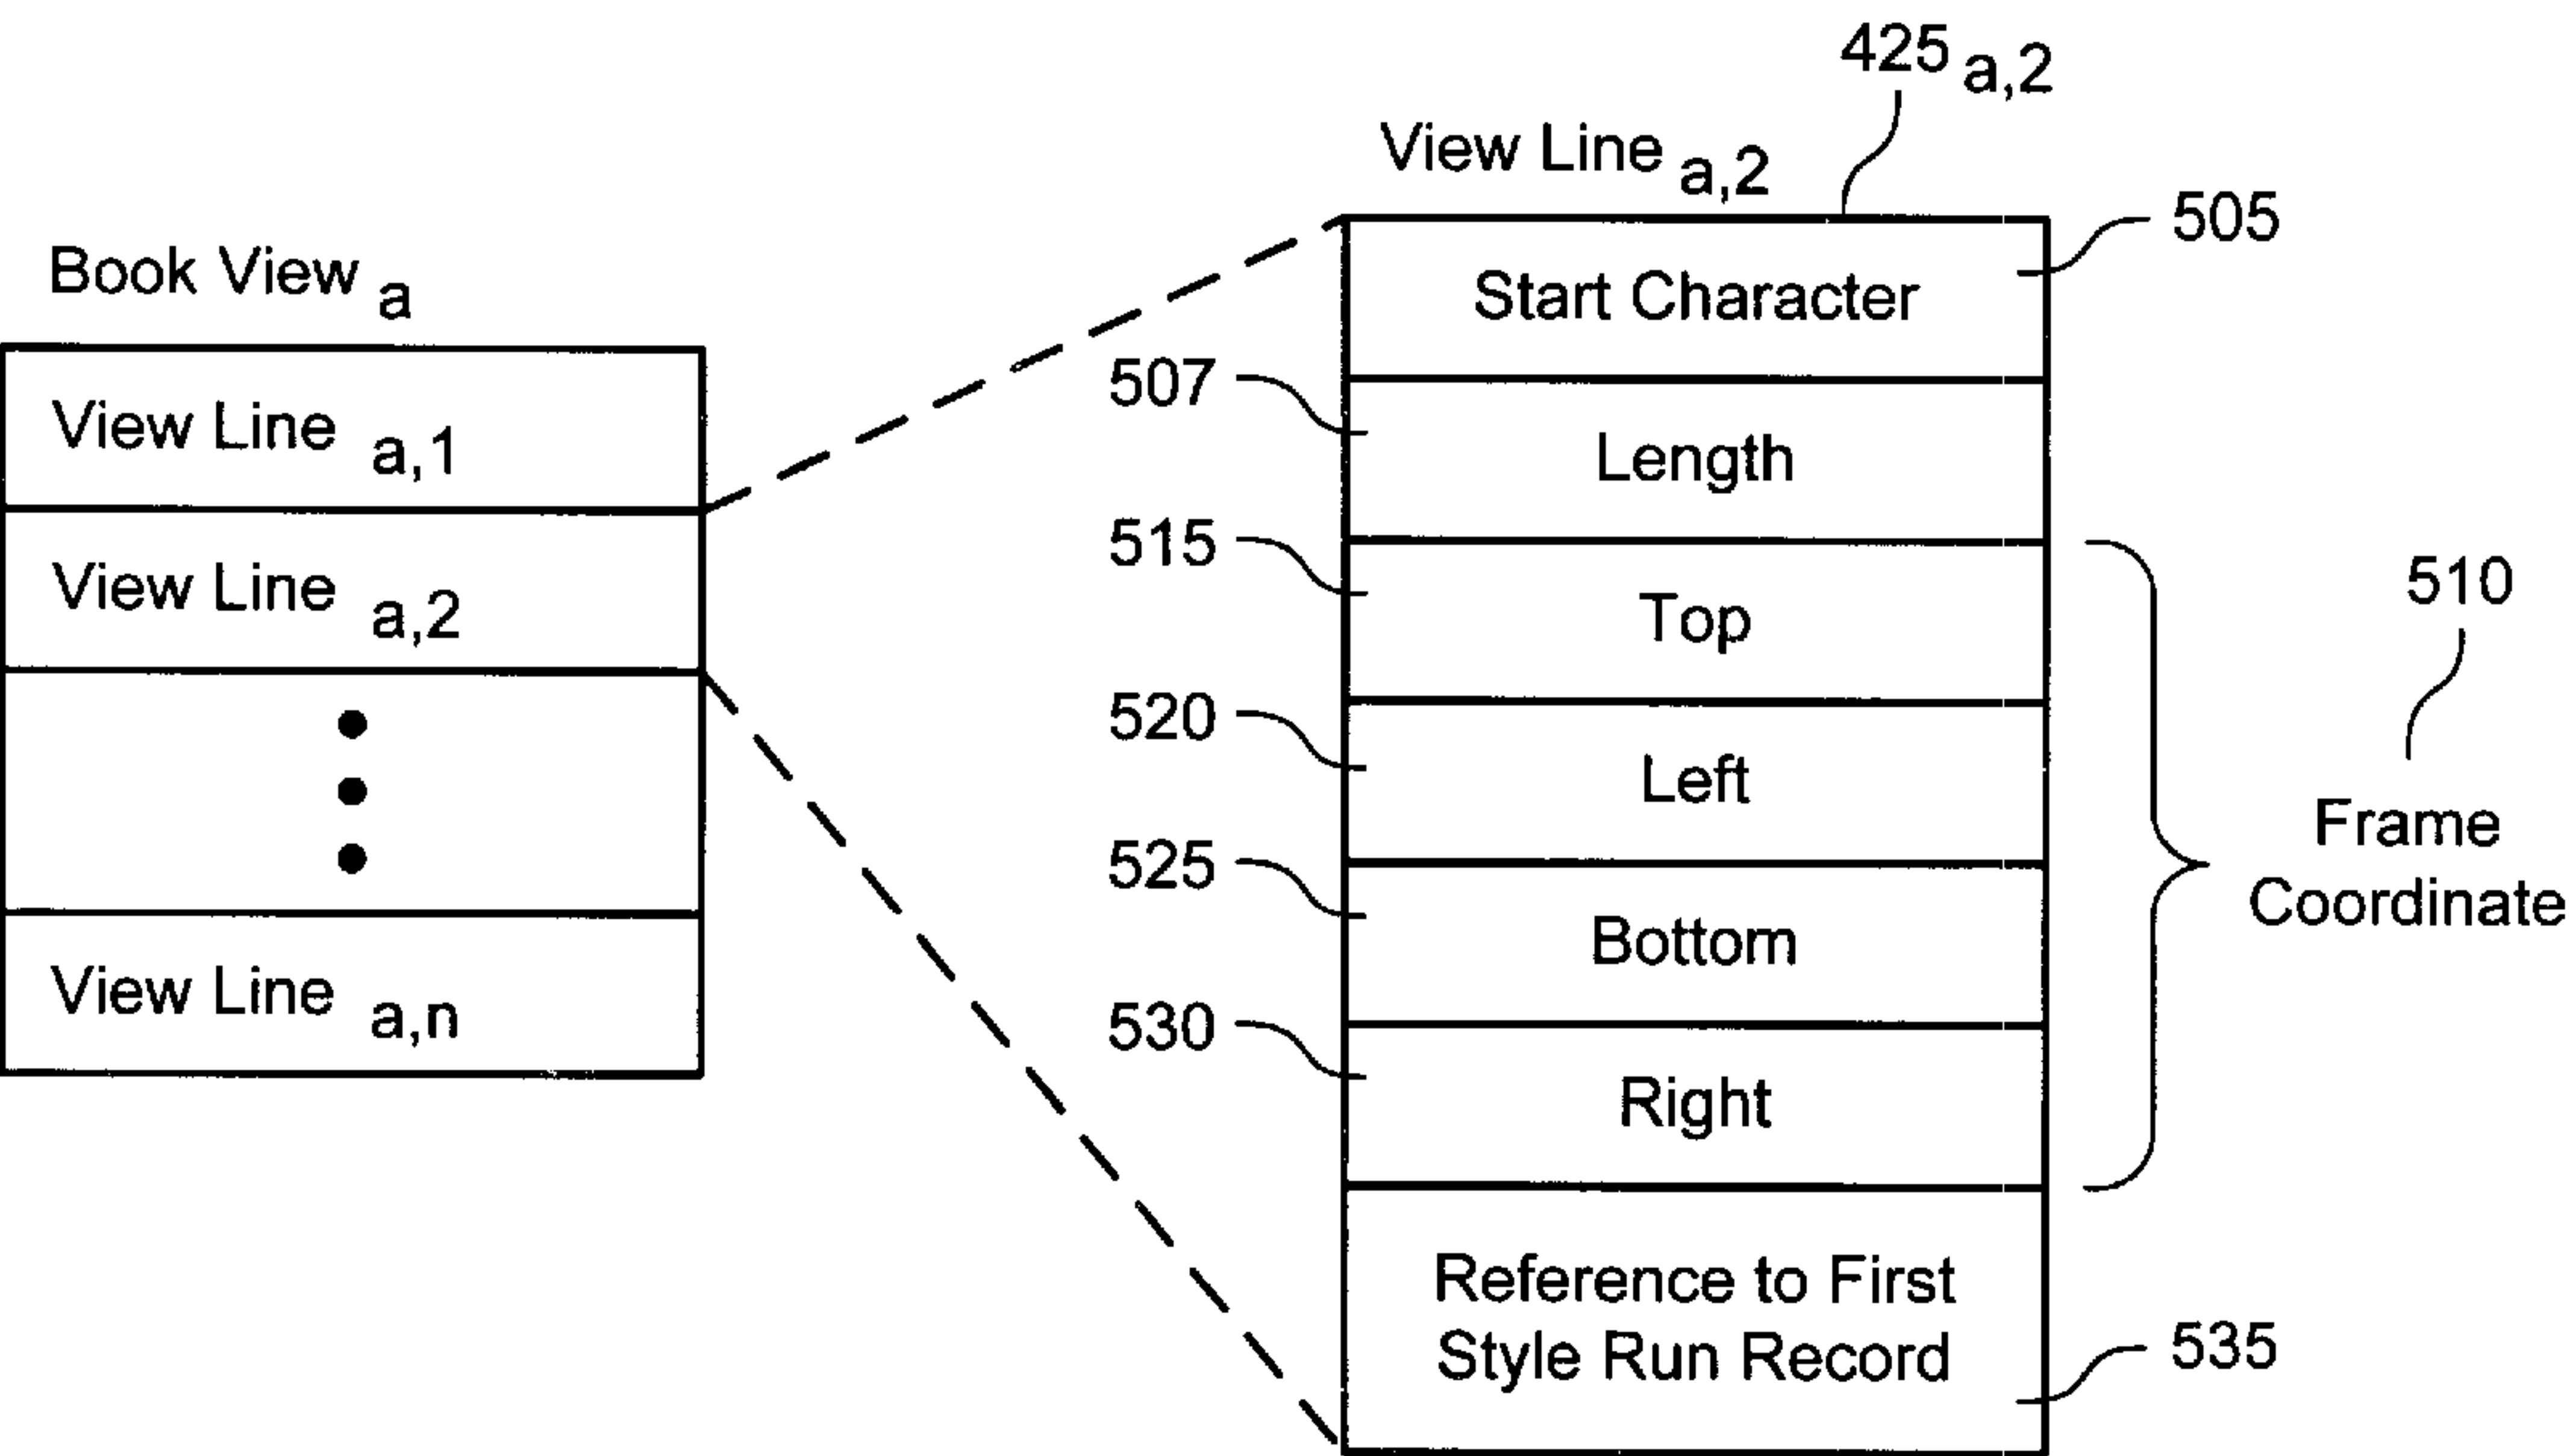 Book View a
View Line a,1
View Line a,2
View Line a,n
425 a,2
View Line a,2
Start Character
505
507
Length
515
Top
520
Left
525
Bottom
530
Right
510
Frame
Coordinate
Reference to First
Style Run Record
535